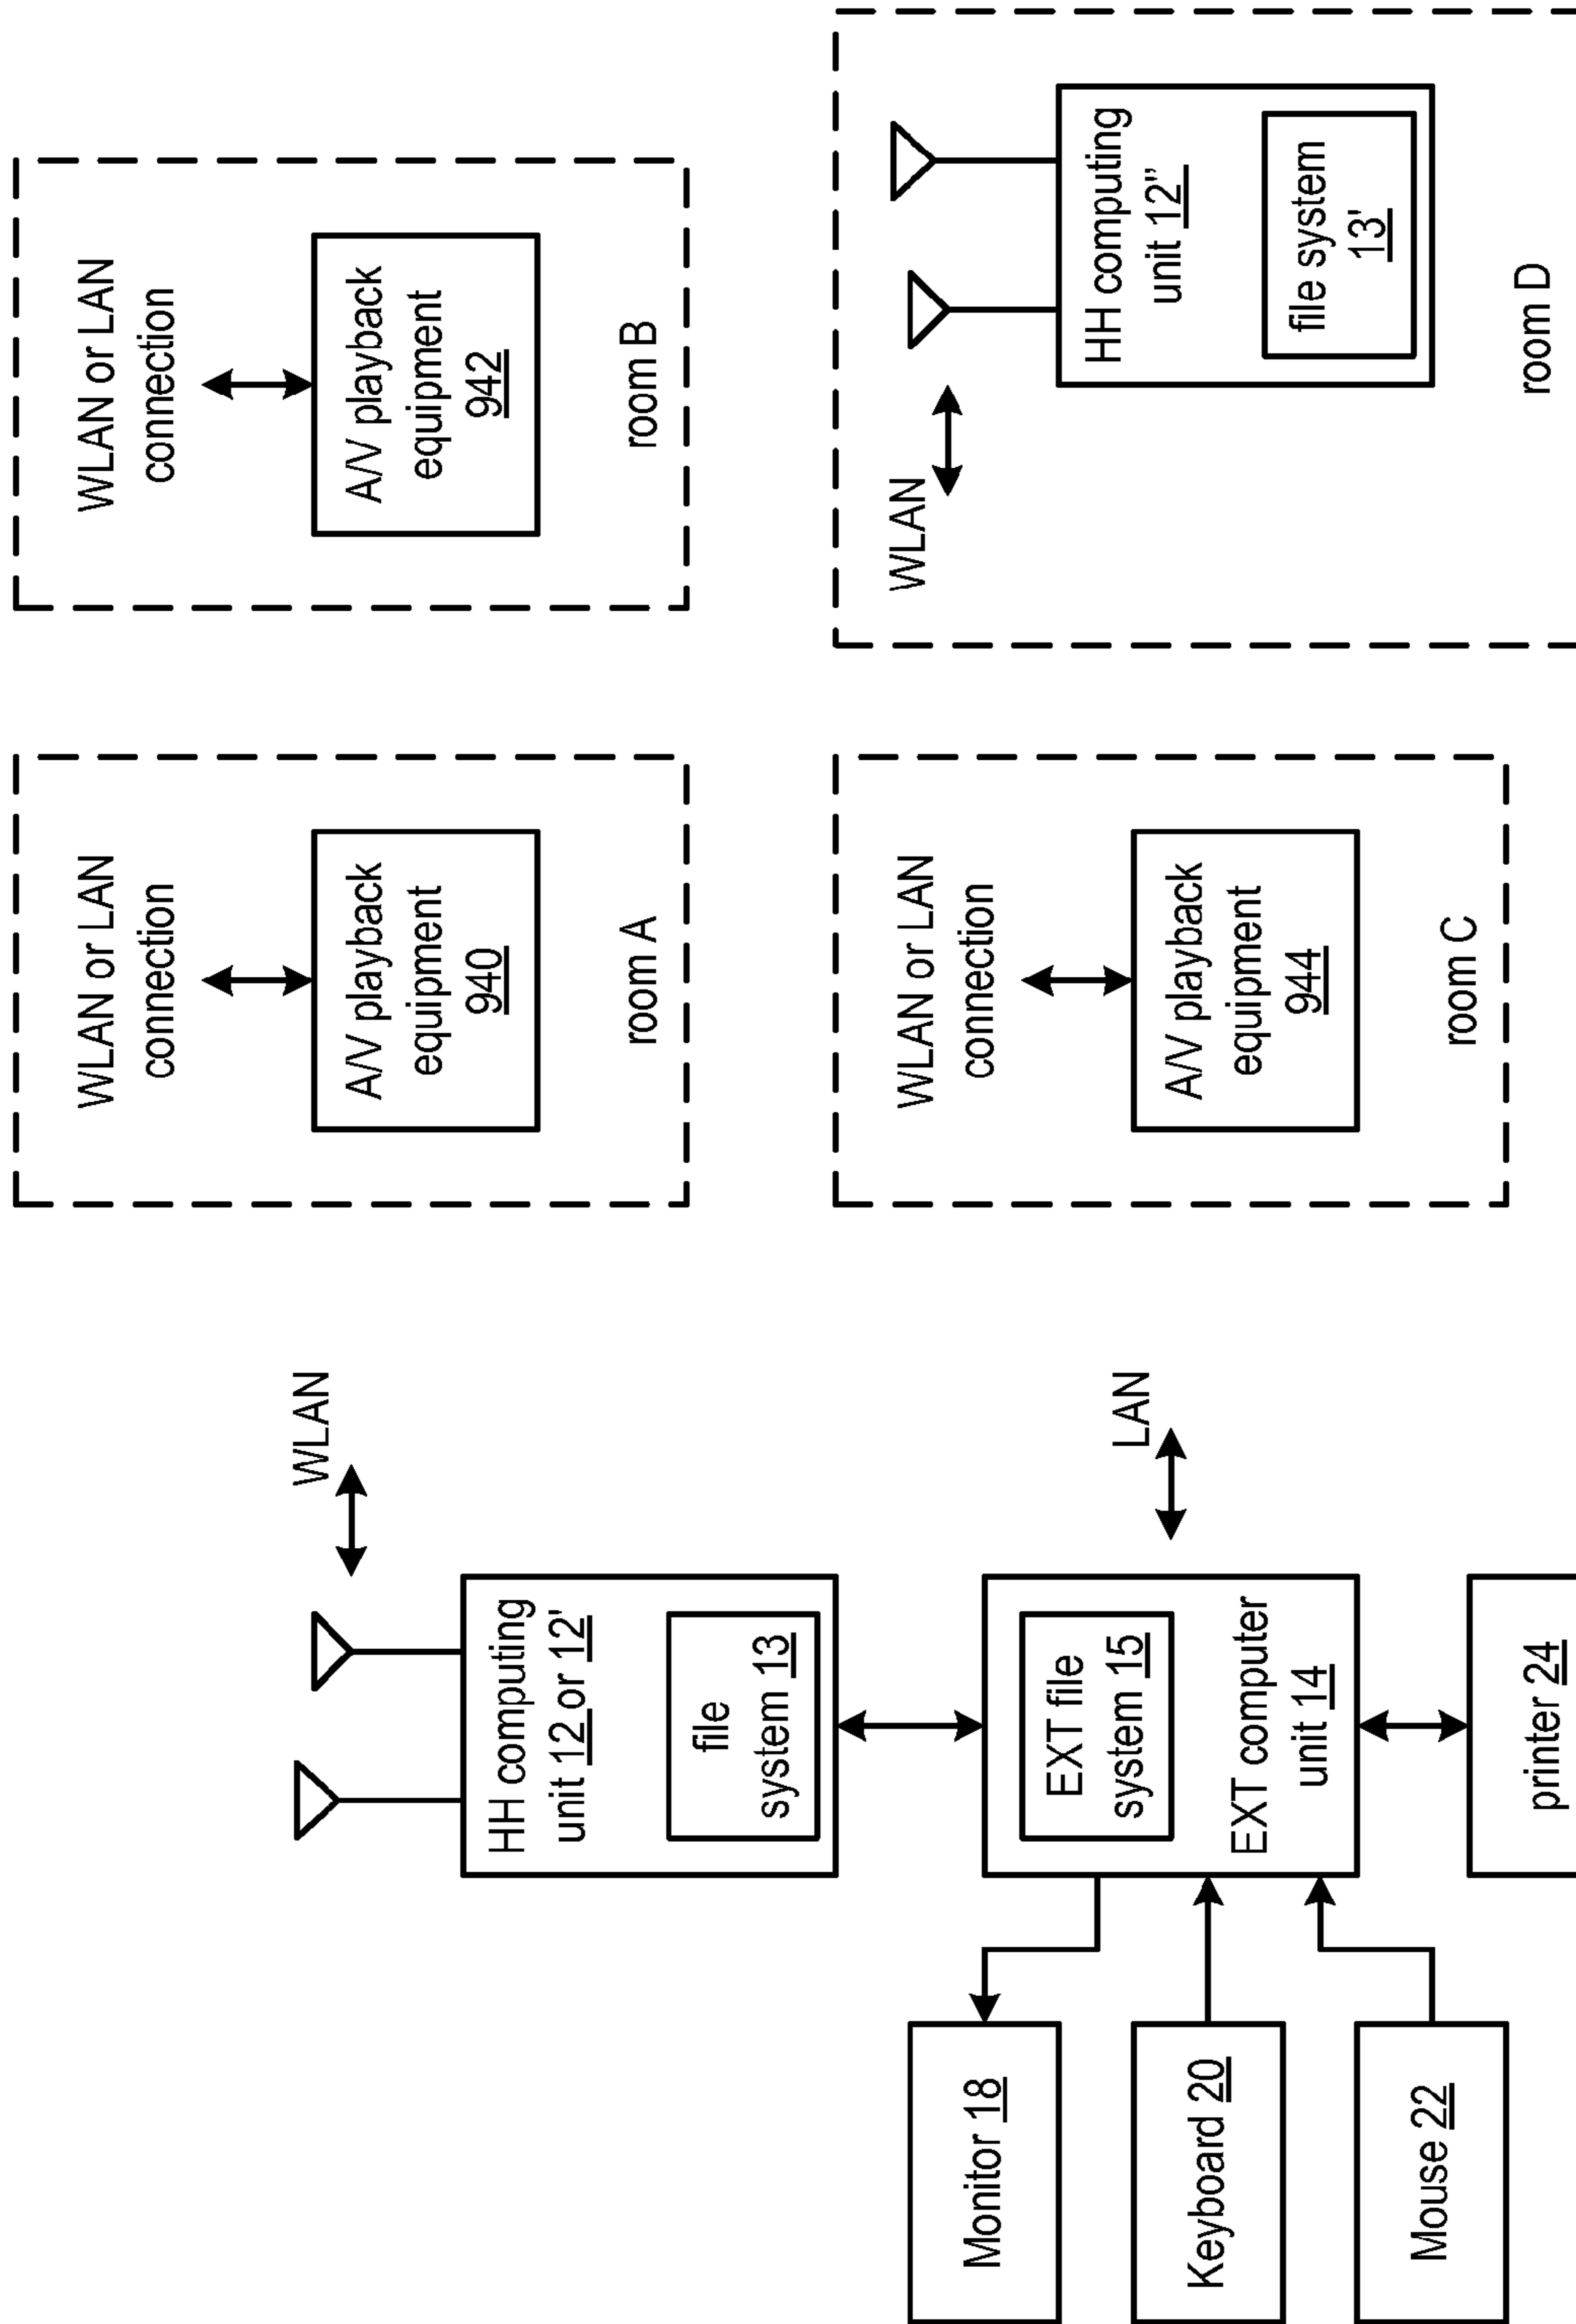 WLAN
HH computing
unit 12 or 12'
file
system 13
EXT file
system 15
EXT computer
unit 14
LAN
Monitor 18
Keyboard 20
Mouse 22
printer 24
WLAN or LAN
connection
A/V playback
equipment
940
room A
WLAN or LAN
connection
A/V playback
equipment
942
room B
WLAN or LAN
connection
A/V playback
equipment
944
room C
WLAN
HH computing
unit 12"
file system
13'
room D